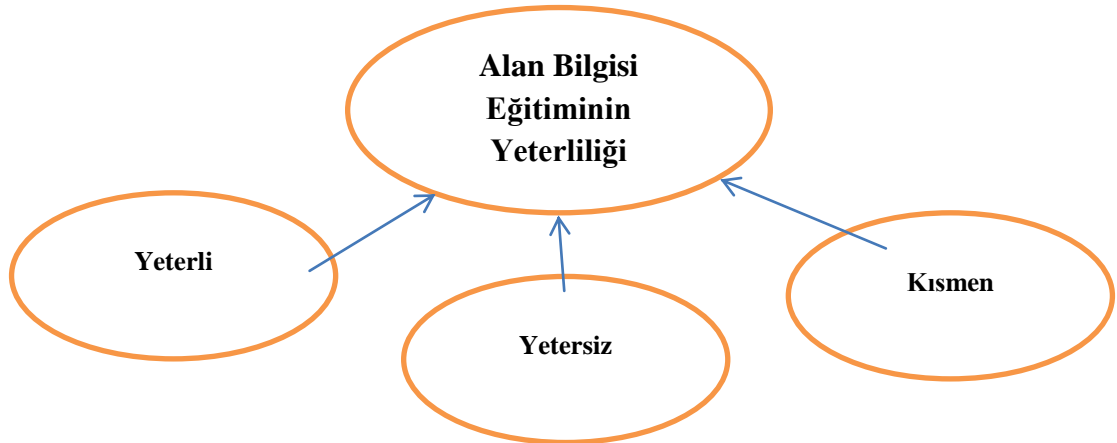 Alan Bilgisi
Eğitiminin
Yeterliliği
Yeterli
Yetersiz
Kısmen